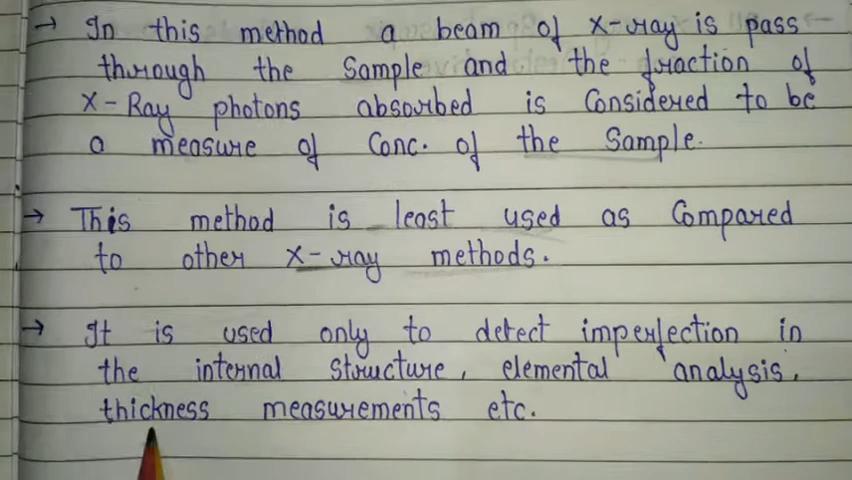 → In this method a beam of x-ray is pass
through the Sample and the fraction of
X-Ray photons absorbed is Considered to be
a measure of Conc. of the Sample.
→ This method is least used as Compared
to other x-ray methods.
→ It is used only to detect imperfection in
the internal structure, elemental analysis,
thickness measurements etc.